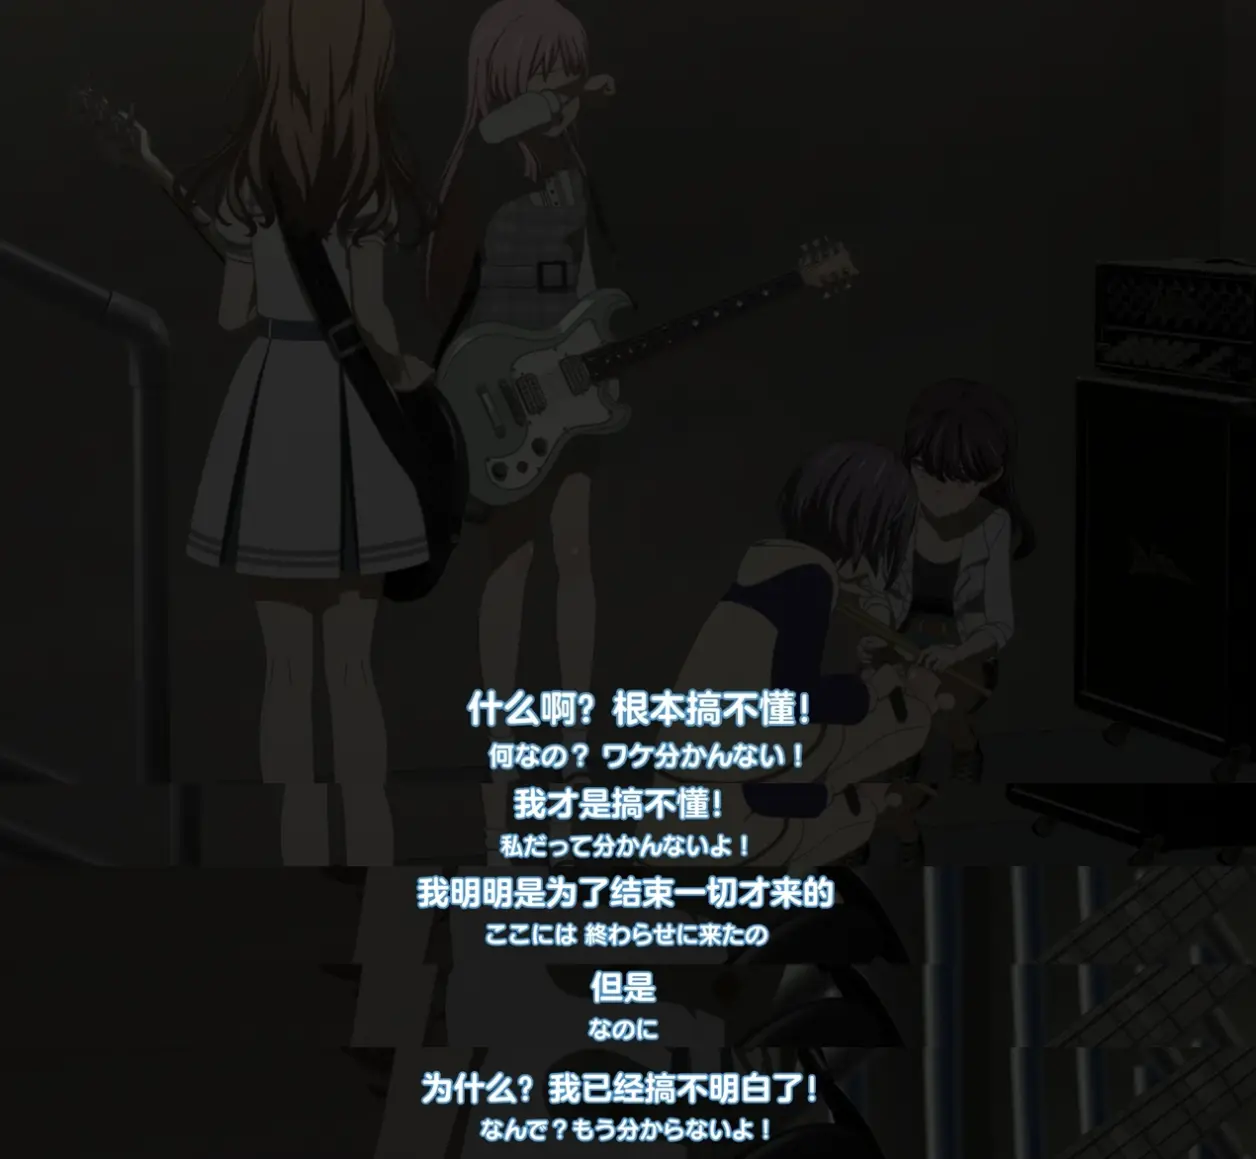 什么啊？根本搞不懂！
何なの？ ワケ分かんない！
我才是搞不懂！
私だって分かんないよ！
我明明是为了结束一切才来的
ここには 終わらせに来たの
但是
なのに
为什么？我已经搞不明白了！
なんで？もう分からないよ！